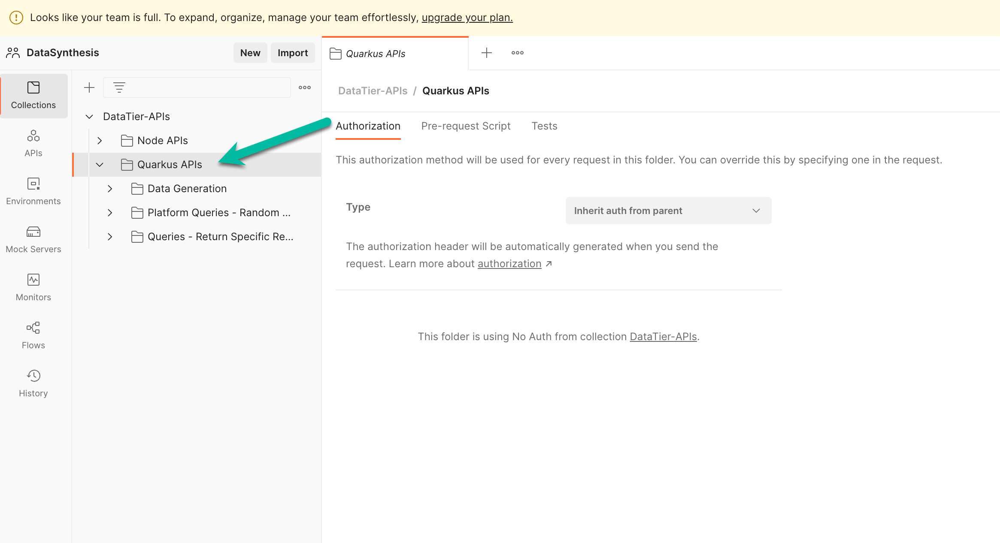 Looks like your team is full. To expand, organize, manage your team effortlessly, upgrade your plan.
DataSynthesis
New
Import
Quarkus APIs
Collections
APIs
Environments
Mock Servers
Monitors
Flows
History
DataTier-APIs
Node APIs
Quarkus APIs
Data Generation
Platform Queries - Random ...
Queries - Return Specific Re...
DataTier-APIs / Quarkus APIs
Authorization Pre-request Script Tests
This authorization method will be used for every request in this folder. You can override this by specifying one in the request.
Type
Inherit auth from parent
The authorization header will be automatically generated when you send the
request. Learn more about authorization ↗
This folder is using No Auth from collection DataTier-APIs.